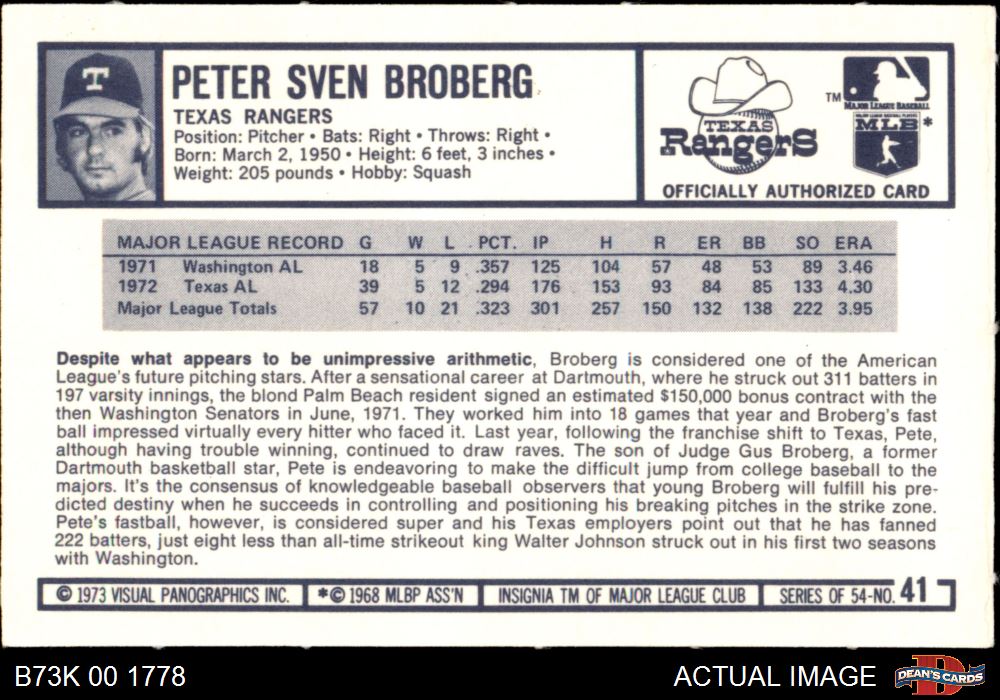 T
PETER SVEN BROBERG
TEXAS RANGERS
Position: Pitcher • Bats: Right • Throws: Right •
Born: March 2, 1950 • Height: 6 feet, 3 inches •
Weight: 205 pounds • Hobby: Squash
TEXAS
RangerS
TM
MAJOR LEAGUE BASEBALL
MAJOR LEAGUE BASEBALL PLAYERS
MLB *
OFFICIALLY AUTHORIZED CARD
MAJOR LEAGUE RECORD G W L PCT. IP H R ER BB SO ERA
1971 Washington AL 18 5 9 .357 125 104 57 48 53 89 3.46
1972 Texas AL 39 5 12 .294 176 153 93 84 85 133 4.30
Major League Totals 57 10 21 .323 301 257 150 132 138 222 3.95
Despite what appears to be unimpressive arithmetic, Broberg is considered one of the American
League's future pitching stars. After a sensational career at Dartmouth, where he struck out 311 batters in
197 varsity innings, the blond Palm Beach resident signed an estimated $150,000 bonus contract with the
then Washington Senators in June, 1971. They worked him into 18 games that year and Broberg's fast
ball impressed virtually every hitter who faced it. Last year, following the franchise shift to Texas, Pete,
although having trouble winning, continued to draw raves. The son of Judge Gus Broberg, a former
Dartmouth basketball star, Pete is endeavoring to make the difficult jump from college baseball to the
majors. It's the consensus of knowledgeable baseball observers that young Broberg will fulfill his pre-
dicted destiny when he succeeds in controlling and positioning his breaking pitches in the strike zone.
Pete's fastball, however, is considered super and his Texas employers point out that he has fanned
222 batters, just eight less than all-time strikeout king Walter Johnson struck out in his first two seasons
with Washington.
© 1973 VISUAL PANOGRAPHICS INC. *© 1968 MLBP ASS'N INSIGNIA TM OF MAJOR LEAGUE CLUB SERIES OF 54-NO. 41
B73K 00 1778
ACTUAL IMAGE
D
DEAN'S CARDS